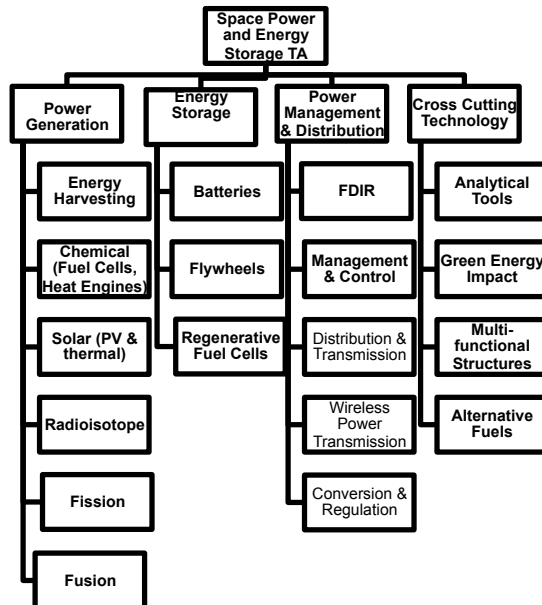 Space Power
and Energy
Storage TA
Power
Generation
Energy
Harvesting
Chemical
(Fuel Cells,
Heat Engines)
Solar (PV &
thermal)
Radioisotope
Fission
Fusion
Energy
Storage
Batteries
Flywheels
Regenerative
Fuel Cells
Power
Management
& Distribution
FDIR
Management
& Control
Distribution &
Transmission
Wireless
Power
Transmission
Conversion &
Regulation
Cross Cutting
Technology
Analytical
Tools
Green Energy
Impact
Multi-
functional
Structures
Alternative
Fuels